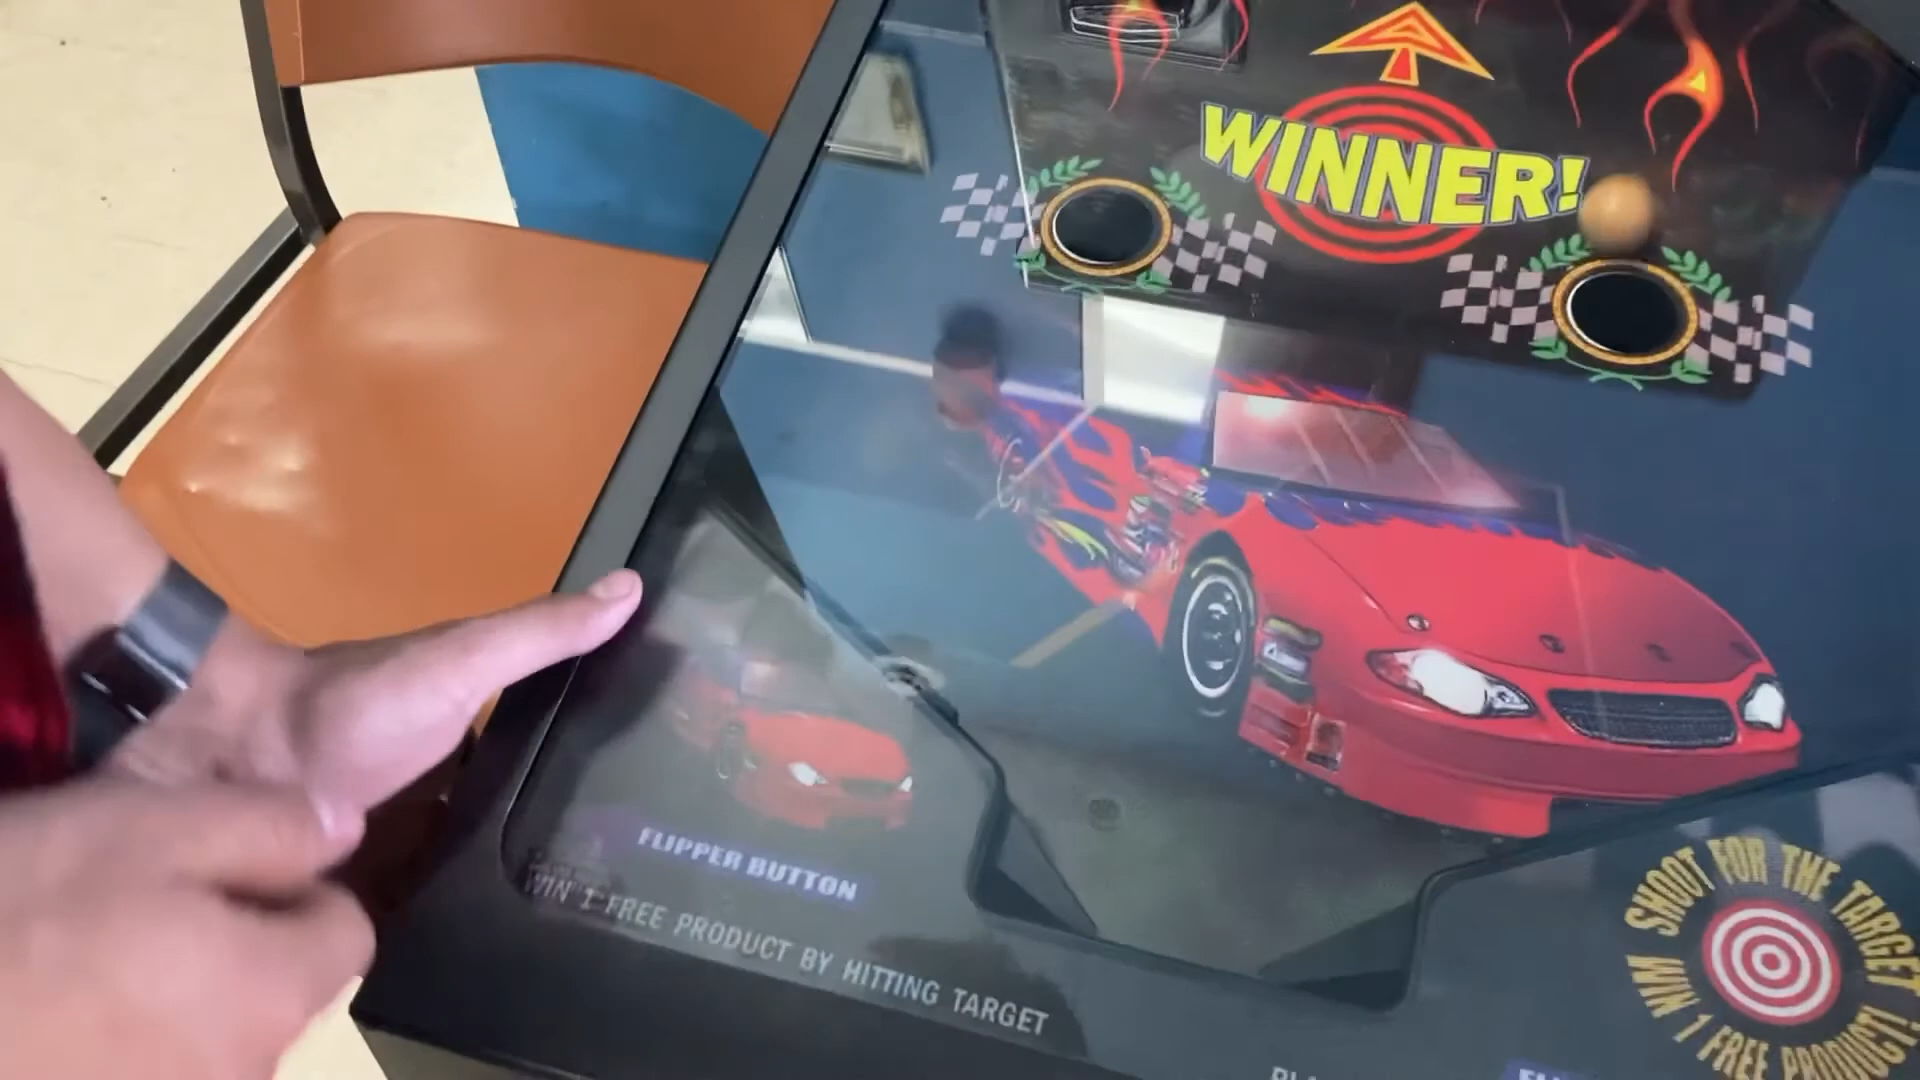 WINNER!
FLIPPER BUTTON
WIN 1 FREE PRODUCT BY HITTING TARGET
SHOOT FOR THE TARGET
WIN 1 FREE PRODUCT!